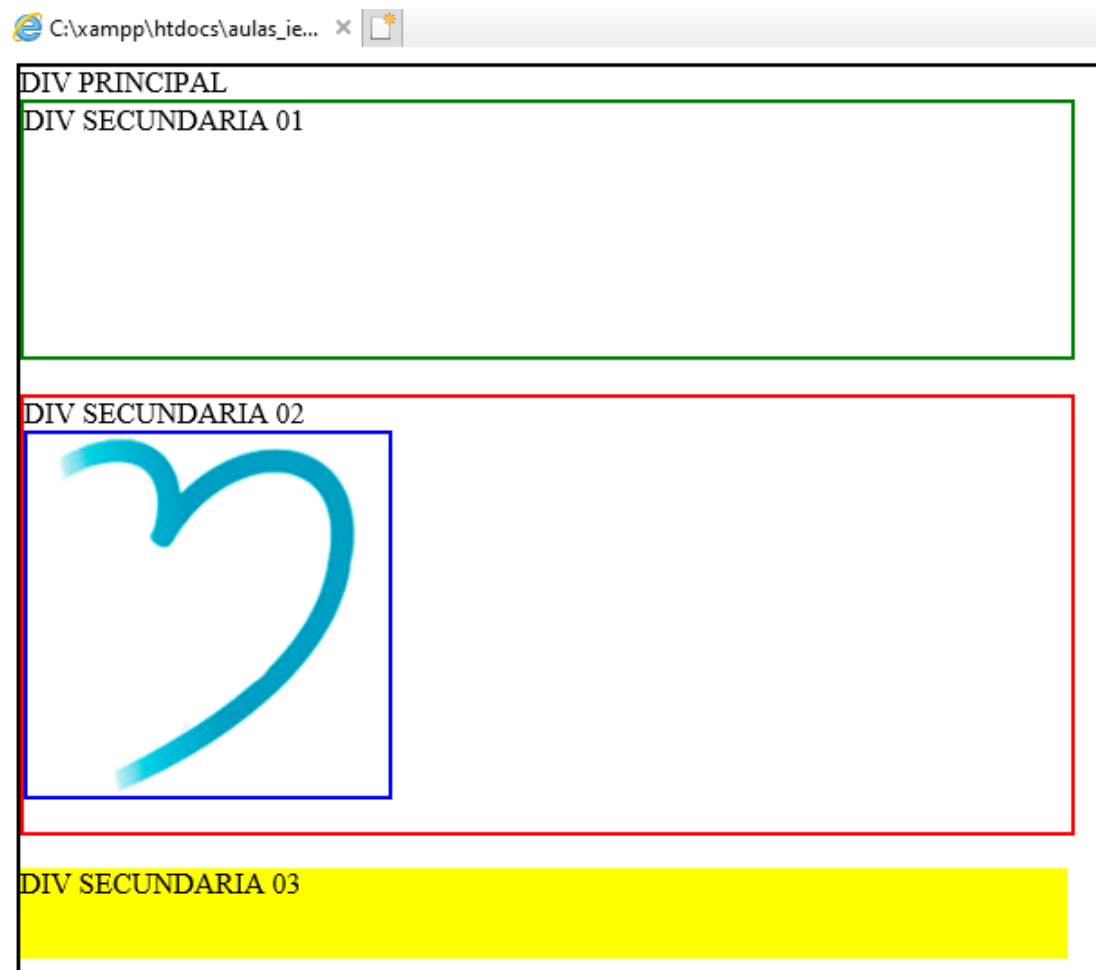 C:\xampp\htdocs\aulas_ie...
DIV PRINCIPAL
DIV SECUNDARIA 01
DIV SECUNDARIA 02
DIV SECUNDARIA 03